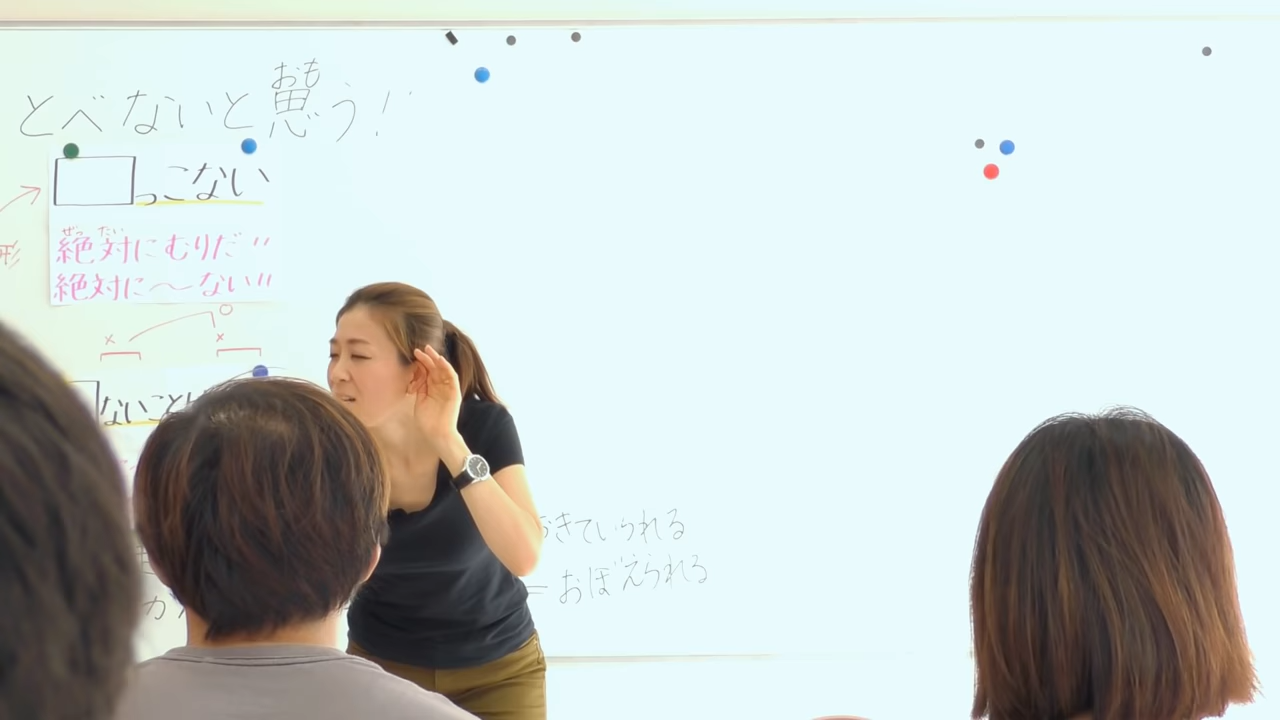 おも
とべないと思う!
っこない
ぜっ たい
絶対にむりだ!!
絶対に〜ない!!
形
ないこと
きていられる
=おぼえられる